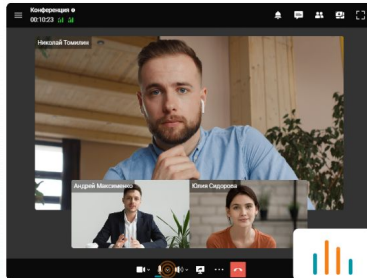 Конференция
00:10:23
Николай Томилин
Андрей Максименко
Юлия Сидорова